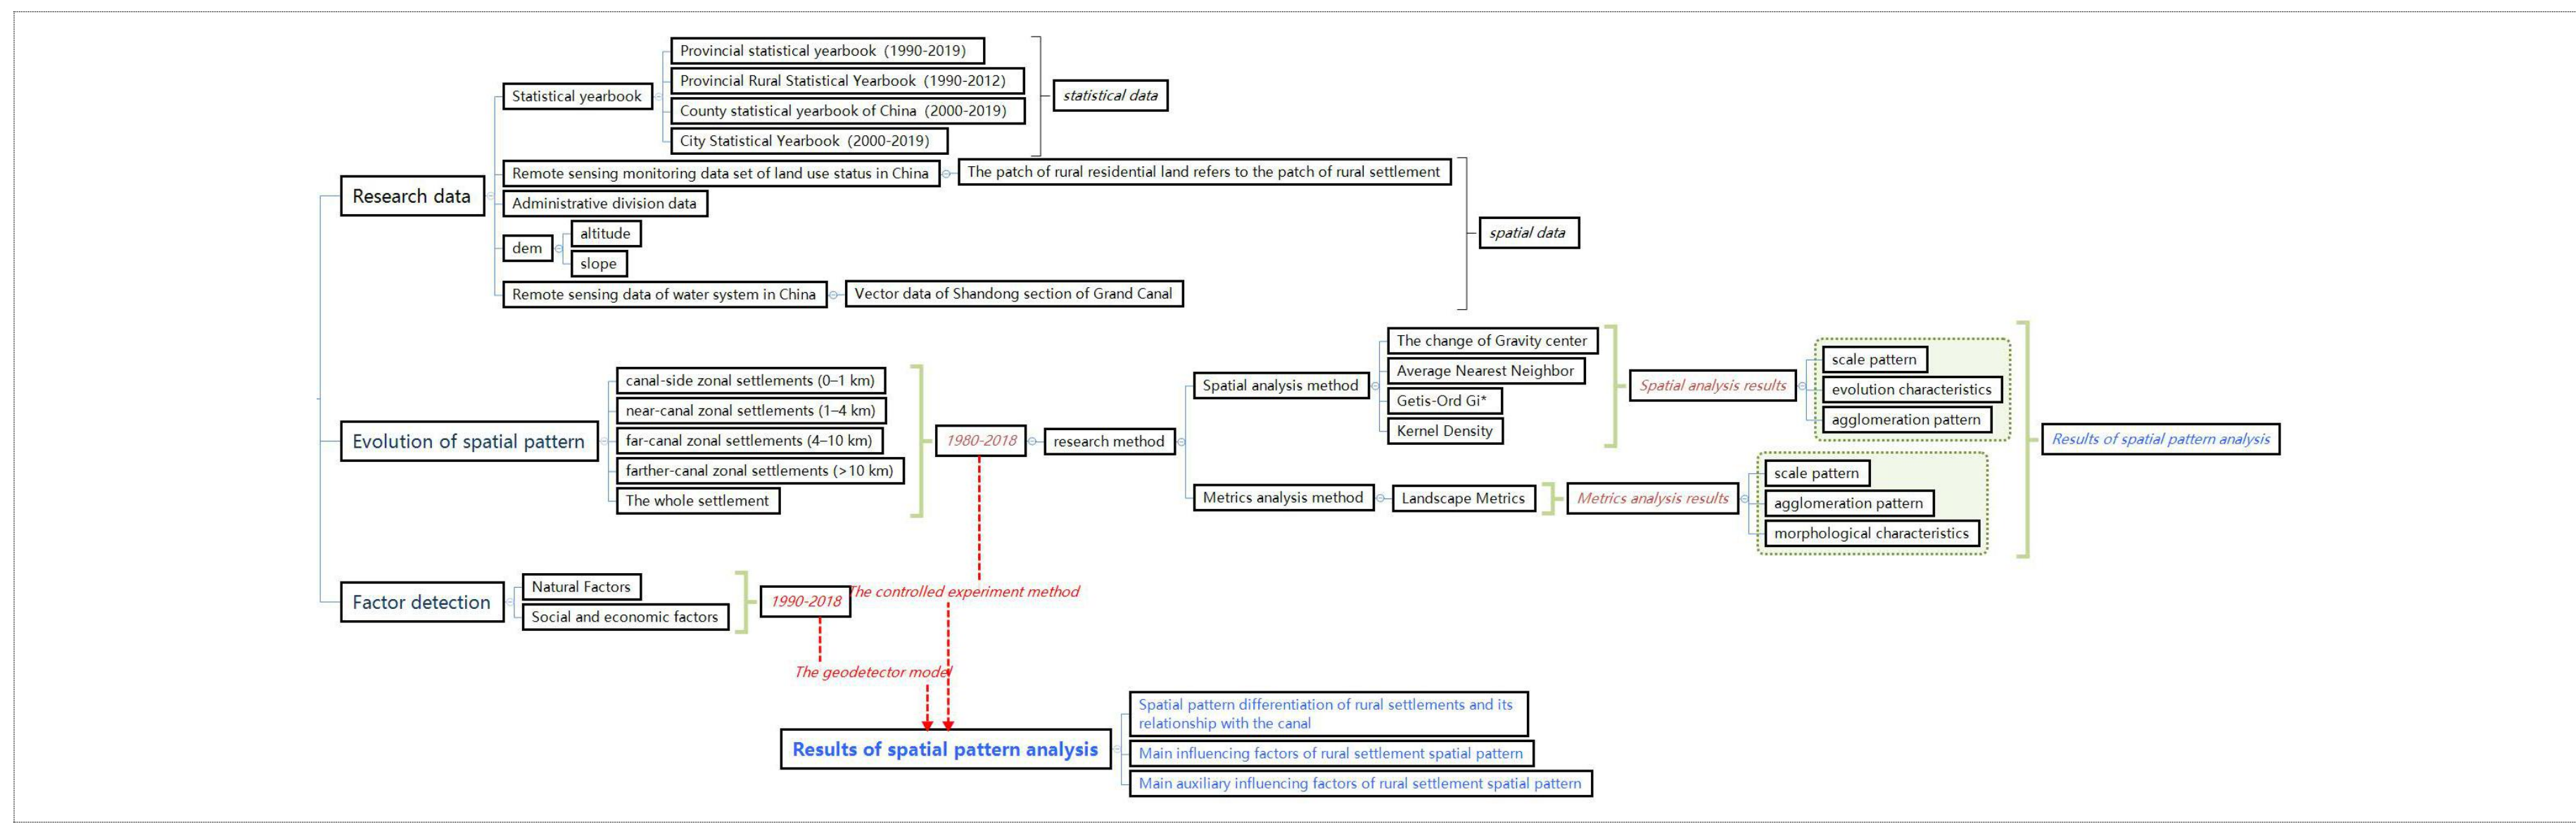 Provincial statistical yearbook (1990-2019)
Provincial Rural Statistical Yearbook (1990-2012)
Statistical yearbook
statistical data
County statistical yearbook of China (2000-2019)
City Statistical Yearbook (2000-2019)
Remote sensing monitoring data set of land use status in China
The patch of rural residential land refers to the patch of rural settlement
Research data
Administrative division data
altitude
spatial data
dem
slope
Remote sensing data of water system in China
Vector data of Shandong section of Grand Canal
Evolution of spatial pattern
canal-side zonal settlements (0–1 km)
near-canal zonal settlements (1–4 km)
far-canal zonal settlements (4–10 km)
farther-canal zonal settlements (>10 km)
The whole settlement
1980-2018
research method
Spatial analysis method
The change of Gravity center
Average Nearest Neighbor
Getis-Ord Gi*
Kernel Density
Spatial analysis results
scale pattern
evolution characteristics
agglomeration pattern
Metrics analysis method
Landscape Metrics
Metrics analysis results
scale pattern
agglomeration pattern
morphological characteristics
Results of spatial pattern analysis
Factor detection
Natural Factors
Social and economic factors
1990-2018
The controlled experiment method
The geodetector model
Results of spatial pattern analysis
Spatial pattern differentiation of rural settlements and its
relationship with the canal
Main influencing factors of rural settlement spatial pattern
Main auxiliary influencing factors of rural settlement spatial pattern